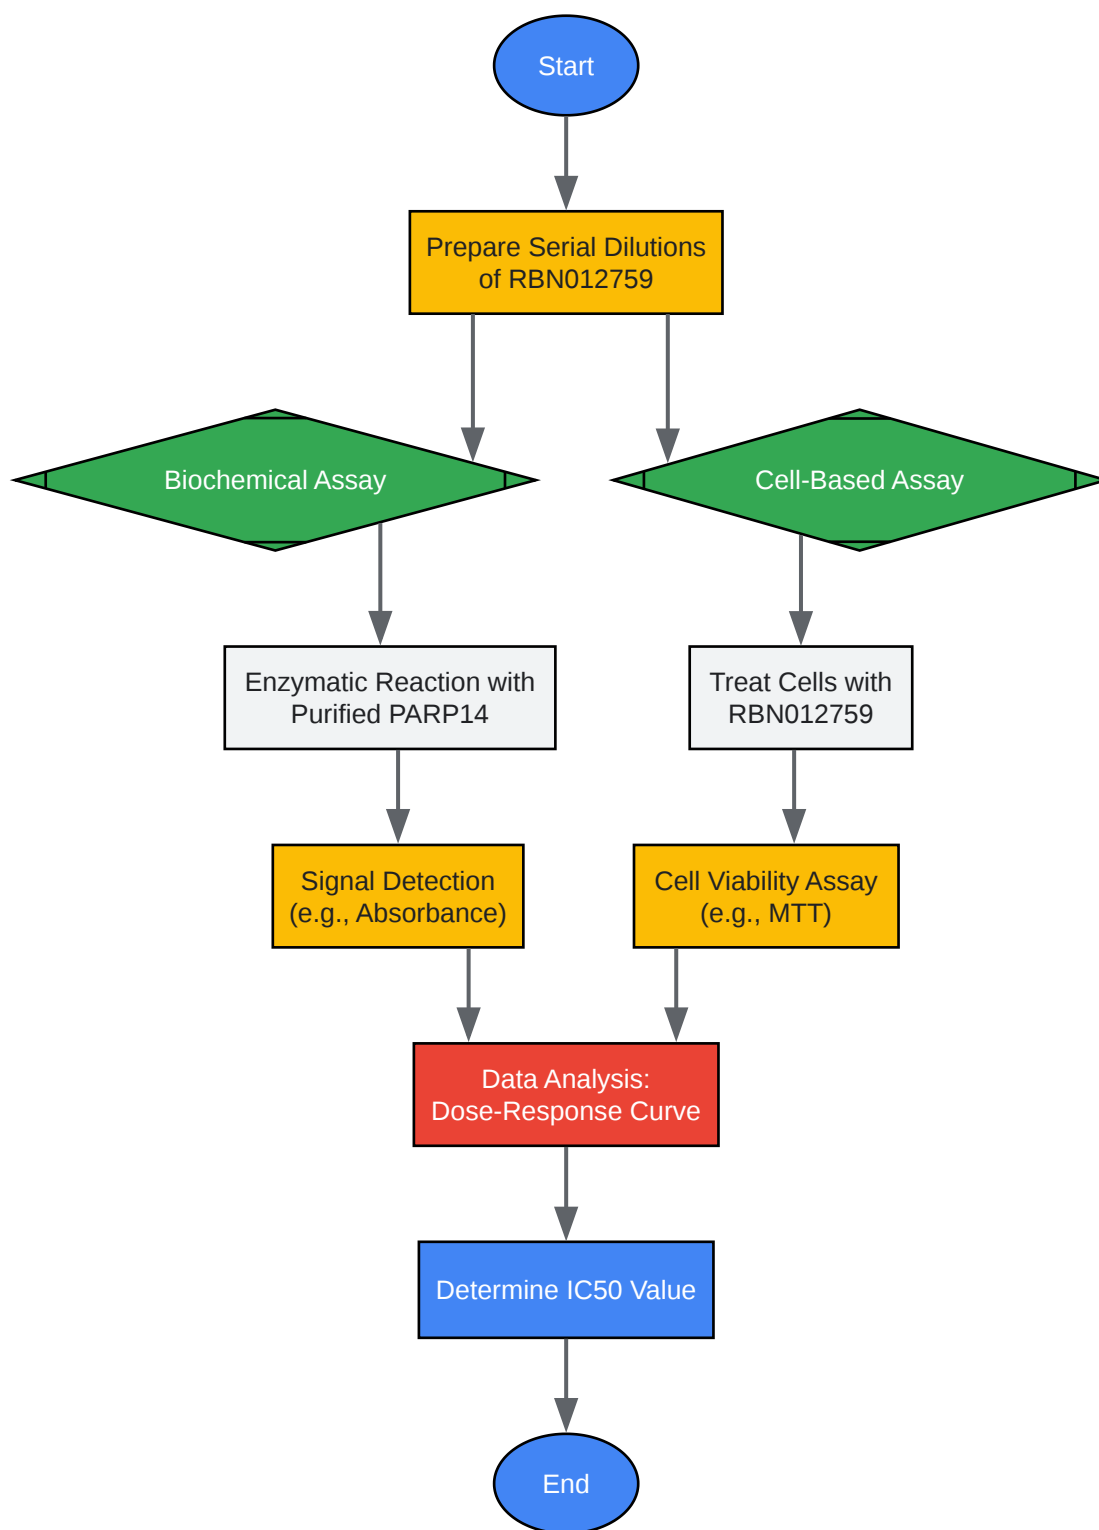 Start
Prepare Serial Dilutions
of RBN012759
Biochemical Assay
Cell-Based Assay
Enzymatic Reaction with
Purified PARP14
Treat Cells with
RBN012759
Signal Detection
(e.g., Absorbance)
Cell Viability Assay
(e.g., MTT)
Data Analysis:
Dose-Response Curve
Determine IC50 Value
End